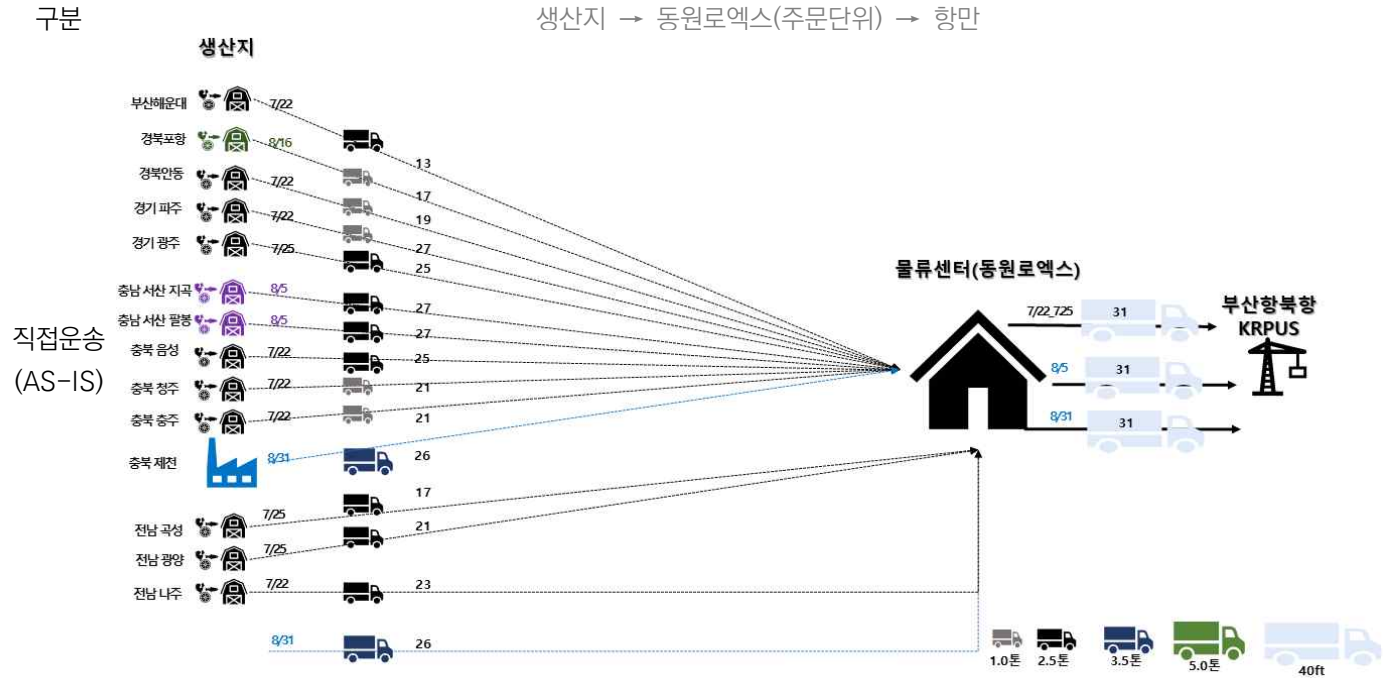 구분
생산지 → 동원로엑스(주문단위) → 항만
생산지
부산해운대
7/22
13
경북포항
8/16
17
경북안동
7/22
19
경기 파주
7/22
27
경기 광주
7/25
25
충남 서산 지곡
8/5
27
충남 서산 팔봉
8/5
27
충북 음성
7/22
25
충북 청주
7/22
21
충북 충주
7/22
21
충북 제천
8/31
26
전남 곡성
7/25
17
전남 광양
7/25
21
전남 나주
7/22
23
8/31
26
직접운송
(AS-IS)
물류센터(동원로엑스)
7/22_7.25
31
8/5
31
8/31
31
부산항북항
KRPUS
1.0톤
2.5톤
3.5톤
5.0톤
40ft